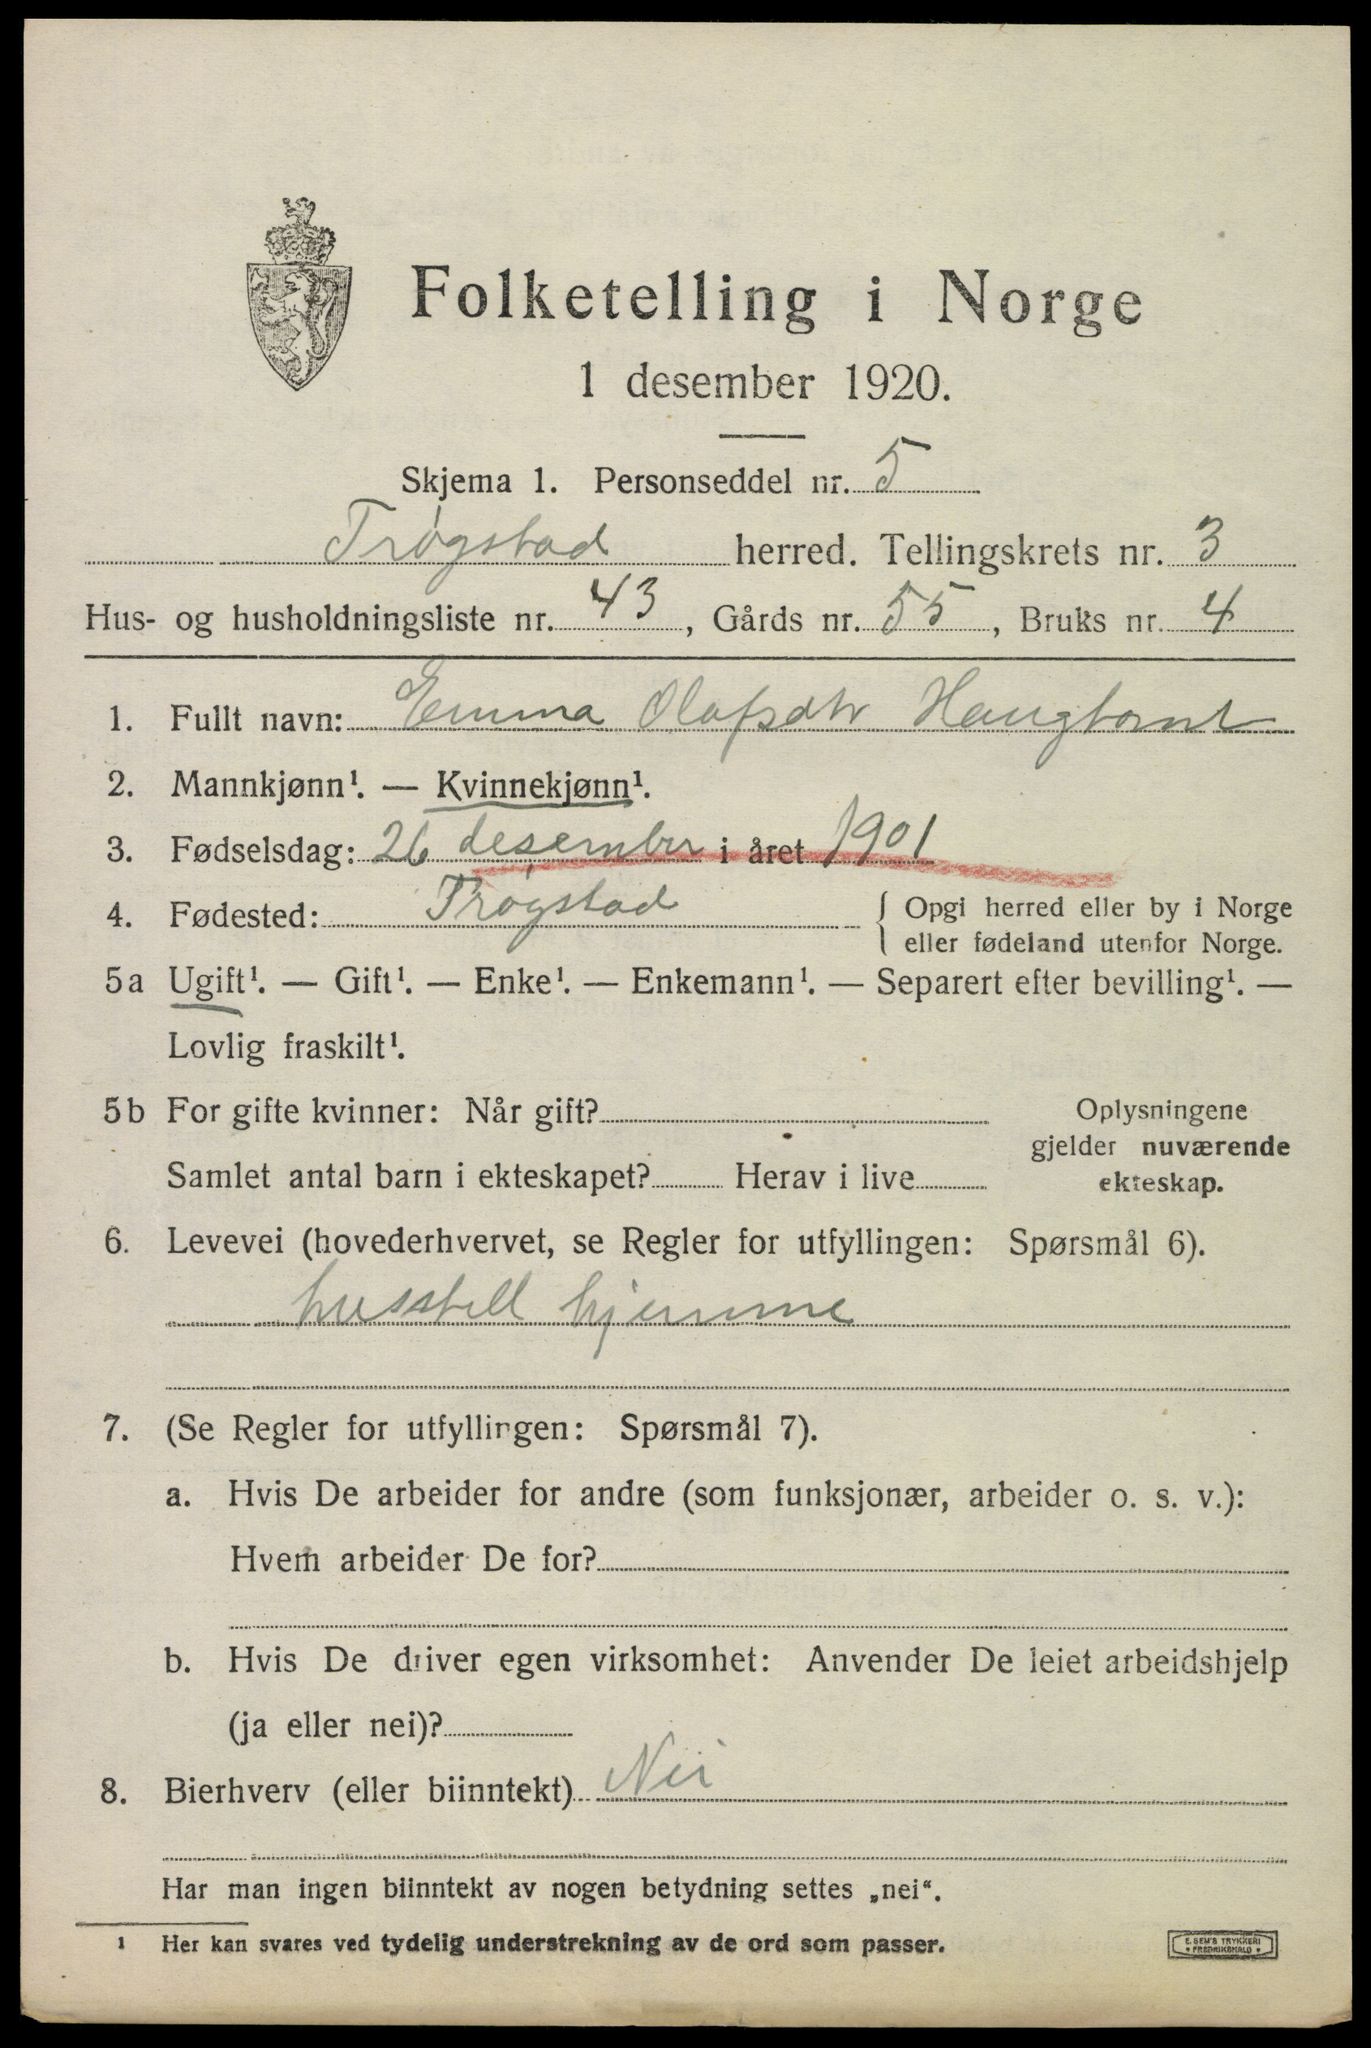 Folketelling i Norge
1 desember 1920.
Skjema 1. Personseddel nr. 5
Trøgstad herred. Tellingskrets nr. 3
Hus- og husholdningsliste nr. 43, Gårds nr. 55, Bruks nr. 4
1. Fullt navn: Emma Olafsdtr
2. Mannkjønn¹. — Kvinnekjønn¹.
3. Fødselsdag: 26 desember i året 1901
4. Fødested: Trøgstad { Opgi herred eller by i Norge
eller fødeland utenfor Norge.
5a Ugift¹. — Gift¹. — Enke¹. — Enkemann¹. — Separert efter bevilling¹. —
Lovlig fraskilt¹.
5b For gifte kvinner: Når gift? Oplysningene
gjelder nuværende
Samlet antal barn i ekteskapet? Herav i live ekteskap.
6. Levevei (hovederhvervet, se Regler for utfyllingen: Spørsmål 6).
husstell hjemme
7. (Se Regler for utfyllingen: Spørsmål 7).
a. Hvis De arbeider for andre (som funksjonær, arbeider o. s. v.):
Hvem arbeider De for?
b. Hvis De driver egen virksomhet: Anvender De leiet arbeidshjelp
(ja eller nei)?
8. Bierhverv (eller biinntekt) Nei
Har man ingen biinntekt av nogen betydning settes „nei“.
¹ Her kan svares ved tydelig understrekning av de ord som passer.
E. SEM'S TRYKKERI
• FREDRIKSHALD •